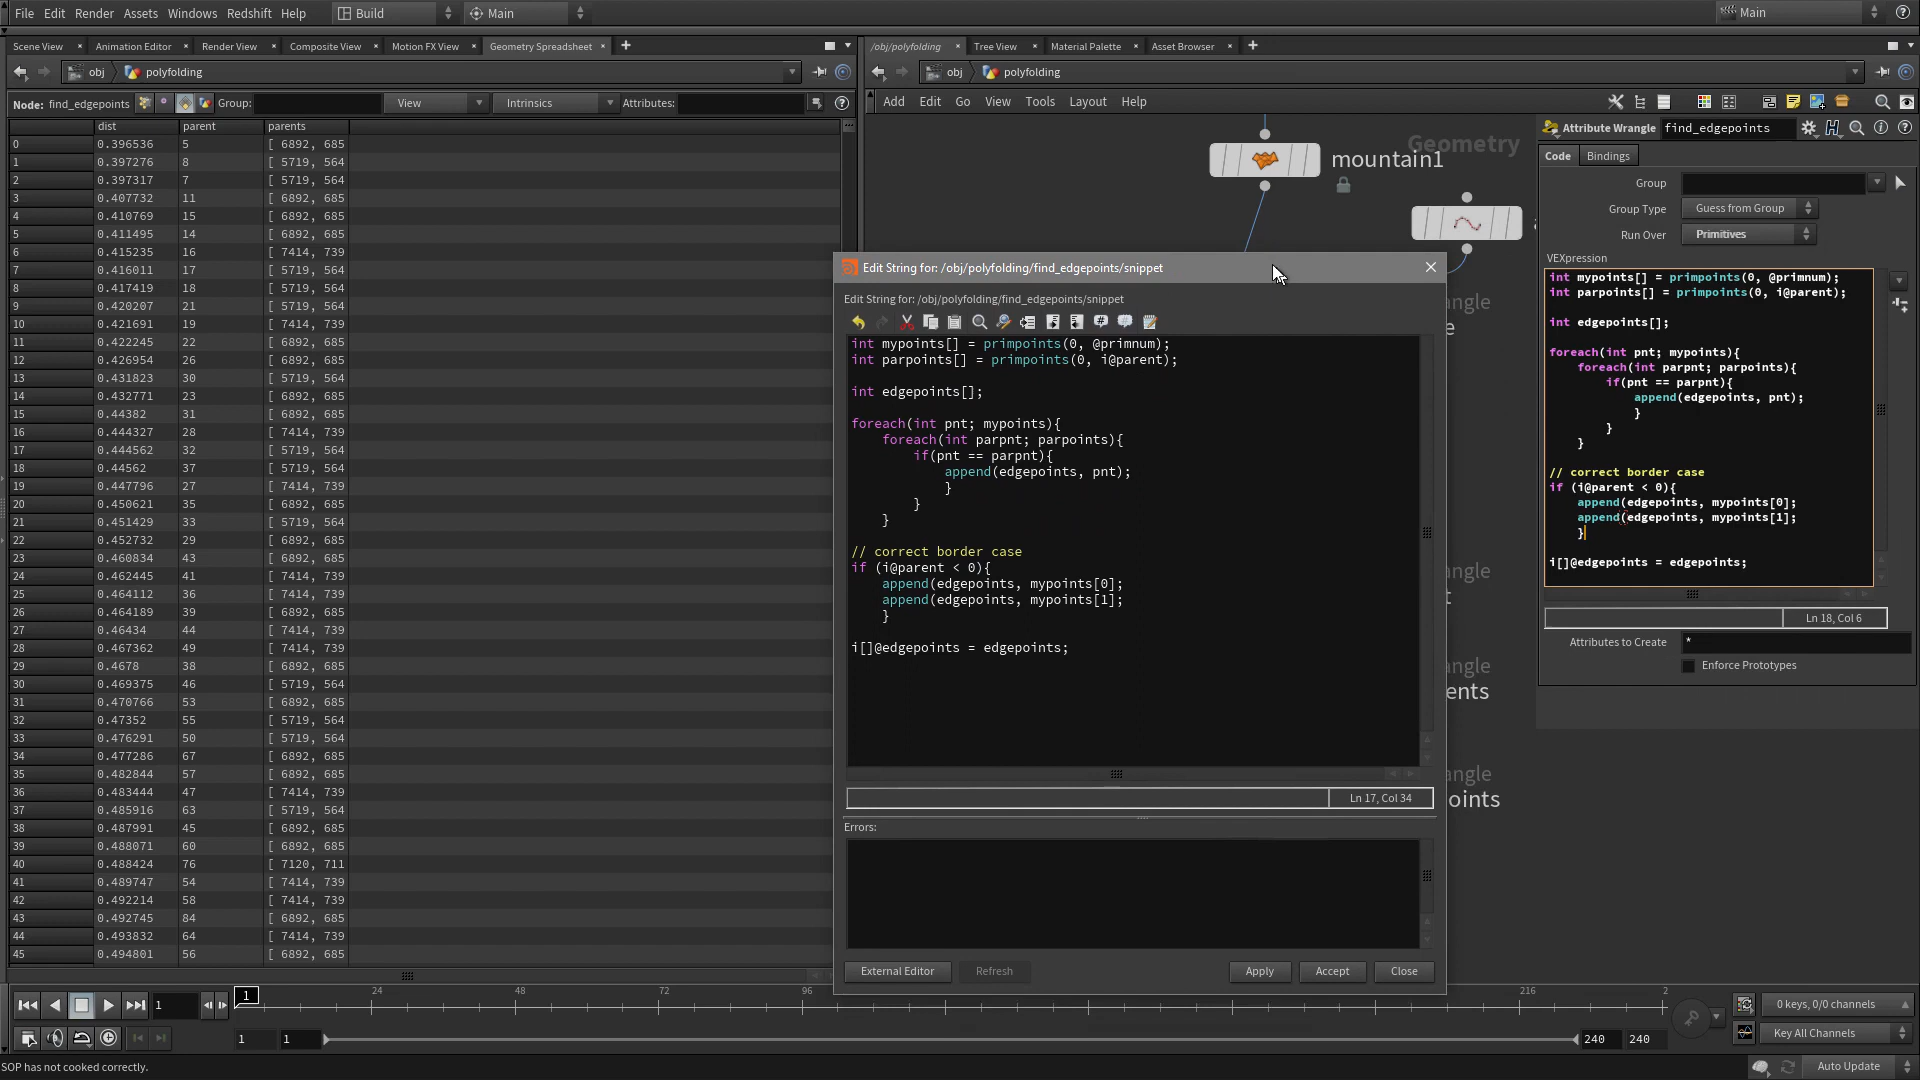 File Edit Render Assets Windows Redshift Help Build Main Main
Scene View Animation Editor Render View Composite View Motion FX View Geometry Spreadsheet
/obj/polyfolding Tree View Material Palette Asset Browser
obj polyfolding
obj polyfolding
Node: find_edgepoints Group: View Intrinsics Attributes:
Add Edit Go View Tools Layout Help
dist parent parents
0 0.396536 5 [ 6892, 685
1 0.397276 8 [ 5719, 564
2 0.397317 7 [ 5719, 564
3 0.407732 11 [ 6892, 685
4 0.410769 15 [ 6892, 685
5 0.411495 14 [ 6892, 685
6 0.415235 16 [ 7414, 739
7 0.416011 17 [ 5719, 564
8 0.417419 18 [ 5719, 564
9 0.420207 21 [ 5719, 564
10 0.421691 19 [ 7414, 739
11 0.422245 22 [ 6892, 685
12 0.426954 26 [ 6892, 685
13 0.431823 30 [ 5719, 564
14 0.432771 23 [ 6892, 685
15 0.44382 31 [ 6892, 685
16 0.444327 28 [ 7414, 739
17 0.444562 32 [ 5719, 564
18 0.44562 37 [ 5719, 564
19 0.447796 27 [ 7414, 739
20 0.450621 35 [ 6892, 685
21 0.451429 33 [ 5719, 564
22 0.452732 29 [ 6892, 685
23 0.460834 43 [ 6892, 685
24 0.462445 41 [ 7414, 739
25 0.464112 36 [ 7414, 739
26 0.464189 39 [ 6892, 685
27 0.46434 44 [ 7414, 739
28 0.467362 49 [ 7414, 739
29 0.4678 38 [ 6892, 685
30 0.469375 46 [ 5719, 564
31 0.470766 53 [ 6892, 685
32 0.47352 55 [ 5719, 564
33 0.476291 50 [ 5719, 564
34 0.477286 67 [ 6892, 685
35 0.482844 57 [ 6892, 685
36 0.483444 47 [ 7414, 739
37 0.485916 63 [ 5719, 564
38 0.487991 45 [ 6892, 685
39 0.488071 60 [ 6892, 685
40 0.488424 76 [ 7120, 711
41 0.489747 54 [ 7414, 739
42 0.492214 58 [ 7414, 739
43 0.492745 84 [ 6892, 685
44 0.493832 64 [ 7414, 739
45 0.494801 56 [ 6892, 685
Geometry
mountain1
angle
e
angle
t
angle
ents
angle
oints
Edit String for: /obj/polyfolding/find_edgepoints/snippet
Edit String for: /obj/polyfolding/find_edgepoints/snippet
int mypoints[] = primpoints(0, @primnum);
int parpoints[] = primpoints(0, i@parent);
int edgepoints[];
foreach(int pnt; mypoints){
foreach(int parpnt; parpoints){
if(pnt == parpnt){
append(edgepoints, pnt);
}
}
}
// correct border case
if (i@parent < 0){
append(edgepoints, mypoints[0];
append(edgepoints, mypoints[1];
}
i[]@edgepoints = edgepoints;
Ln 17, Col 34
Errors:
External Editor Refresh Apply Accept Close
Attribute Wrangle find_edgepoints
Code Bindings
Group
Group Type Guess from Group
Run Over Primitives
VEXpression
int mypoints[] = primpoints(0, @primnum);
int parpoints[] = primpoints(0, i@parent);
int edgepoints[];
foreach(int pnt; mypoints){
foreach(int parpnt; parpoints){
if(pnt == parpnt){
append(edgepoints, pnt);
}
}
}
// correct border case
if (i@parent < 0){
append(edgepoints, mypoints[0];
append(edgepoints, mypoints[1];
}
i[]@edgepoints = edgepoints;
Ln 18, Col 6
Attributes to Create *
Enforce Prototypes
1 1 24 48 72 96 216 2
0 keys, 0/0 channels
1 1 240 240 Key All Channels
SOP has not cooked correctly. Auto Update